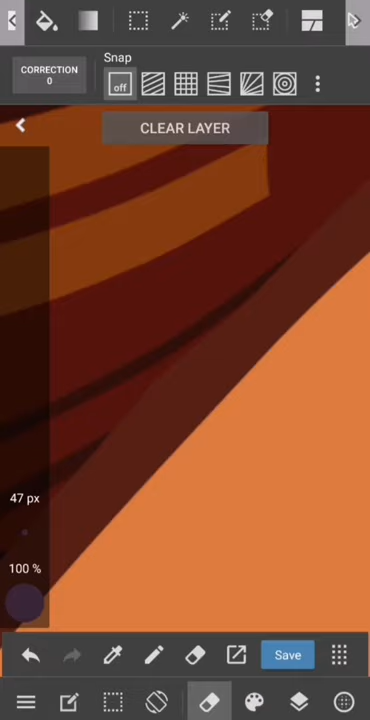 Snap
CORRECTION
0
off
CLEAR LAYER
47 px
100 %
Save